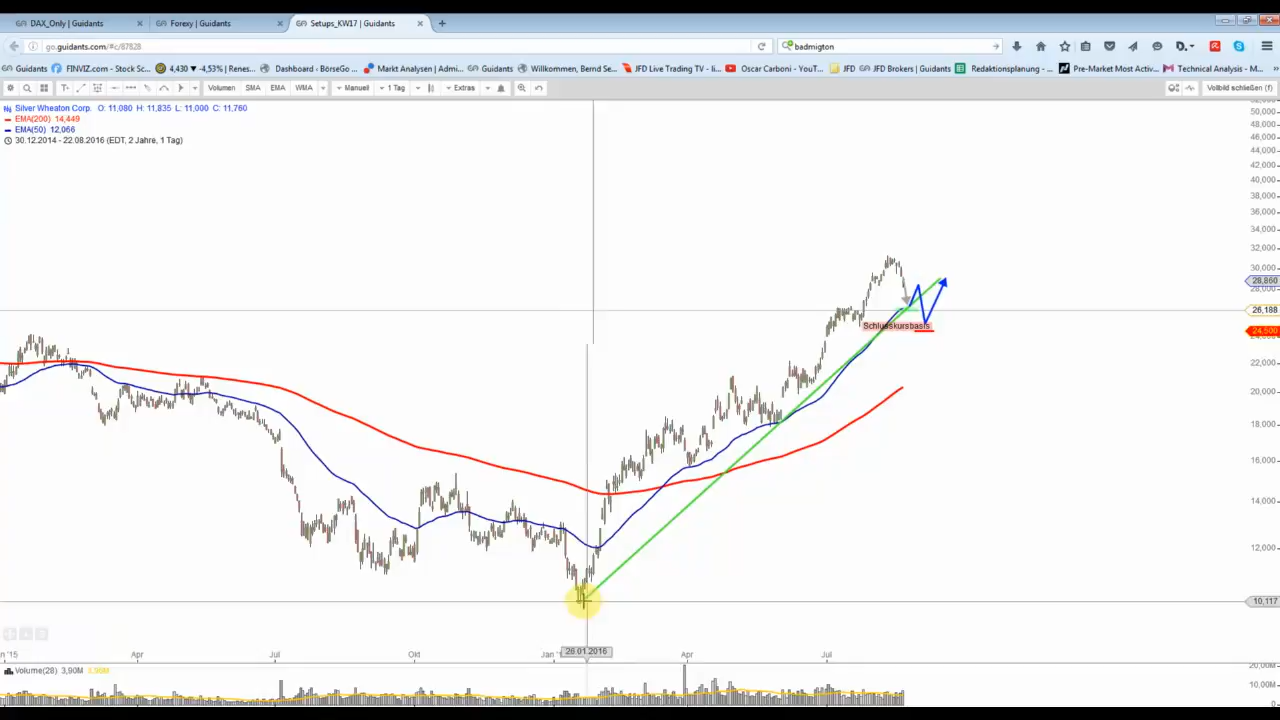 DAX_Only | Guidants
Forexy | Guidants
Setups_KW17 | Guidants
go.guidants.com/#c/87828
badmigton
Guidants
FINVIZ.com - Stock Sc...
4,430 ▼ -4,53% | Renes...
Dashboard - BörseGo ...
Markt Analysen | Admir...
Guidants
Willkommen, Bernd Se...
JFD Live Trading TV - li...
Oscar Carboni - YouTu...
JFD
JFD Brokers | Guidants
Redaktionsplanung - ...
Pre-Market Most Activ...
Technical Analysis - M...
Volumen
SMA
EMA
WMA
Manuell
1 Tag
Extras
Vollbild schließen (f)
Silver Wheaton Corp. O: 11,080 H: 11,835 L: 11,000 C: 11,760
EMA(200) 14,449
EMA(50) 12,066
30.12.2014 - 22.08.2016 (EDT, 2 Jahre, 1 Tag)
50,000
48,000
46,000
44,000
42,000
40,000
38,000
36,000
34,000
32,000
30,000
28,860
28,000
26,188
Schlusskursbasis
24,500
22,000
20,000
18,000
16,000
14,000
12,000
10,117
26.01.2016
n '15
Apr
Jul
Okt
Jan
Apr
Jul
Volume(28) 3,90M
20,00M
10,00M